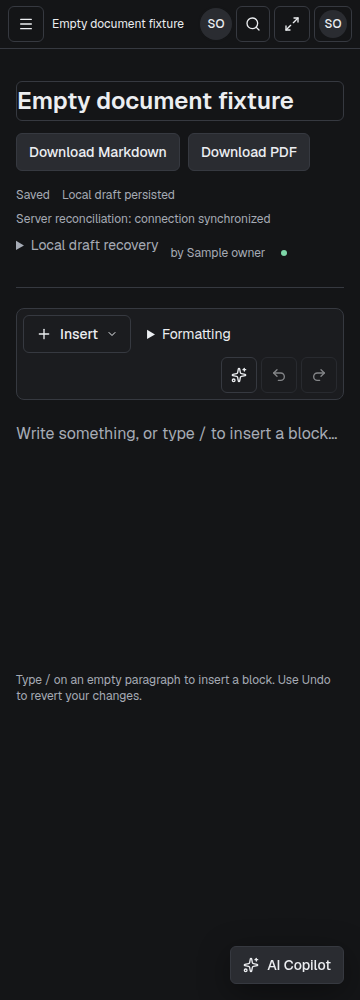 Empty document fixture
SO
SO
Empty document fixture
Download Markdown
Download PDF
Saved
Local draft persisted
Server reconciliation: connection synchronized
Local draft recovery
by Sample owner
Insert
Formatting
Write something, or type / to insert a block...
Type / on an empty paragraph to insert a block. Use Undo
to revert your changes.
AI Copilot